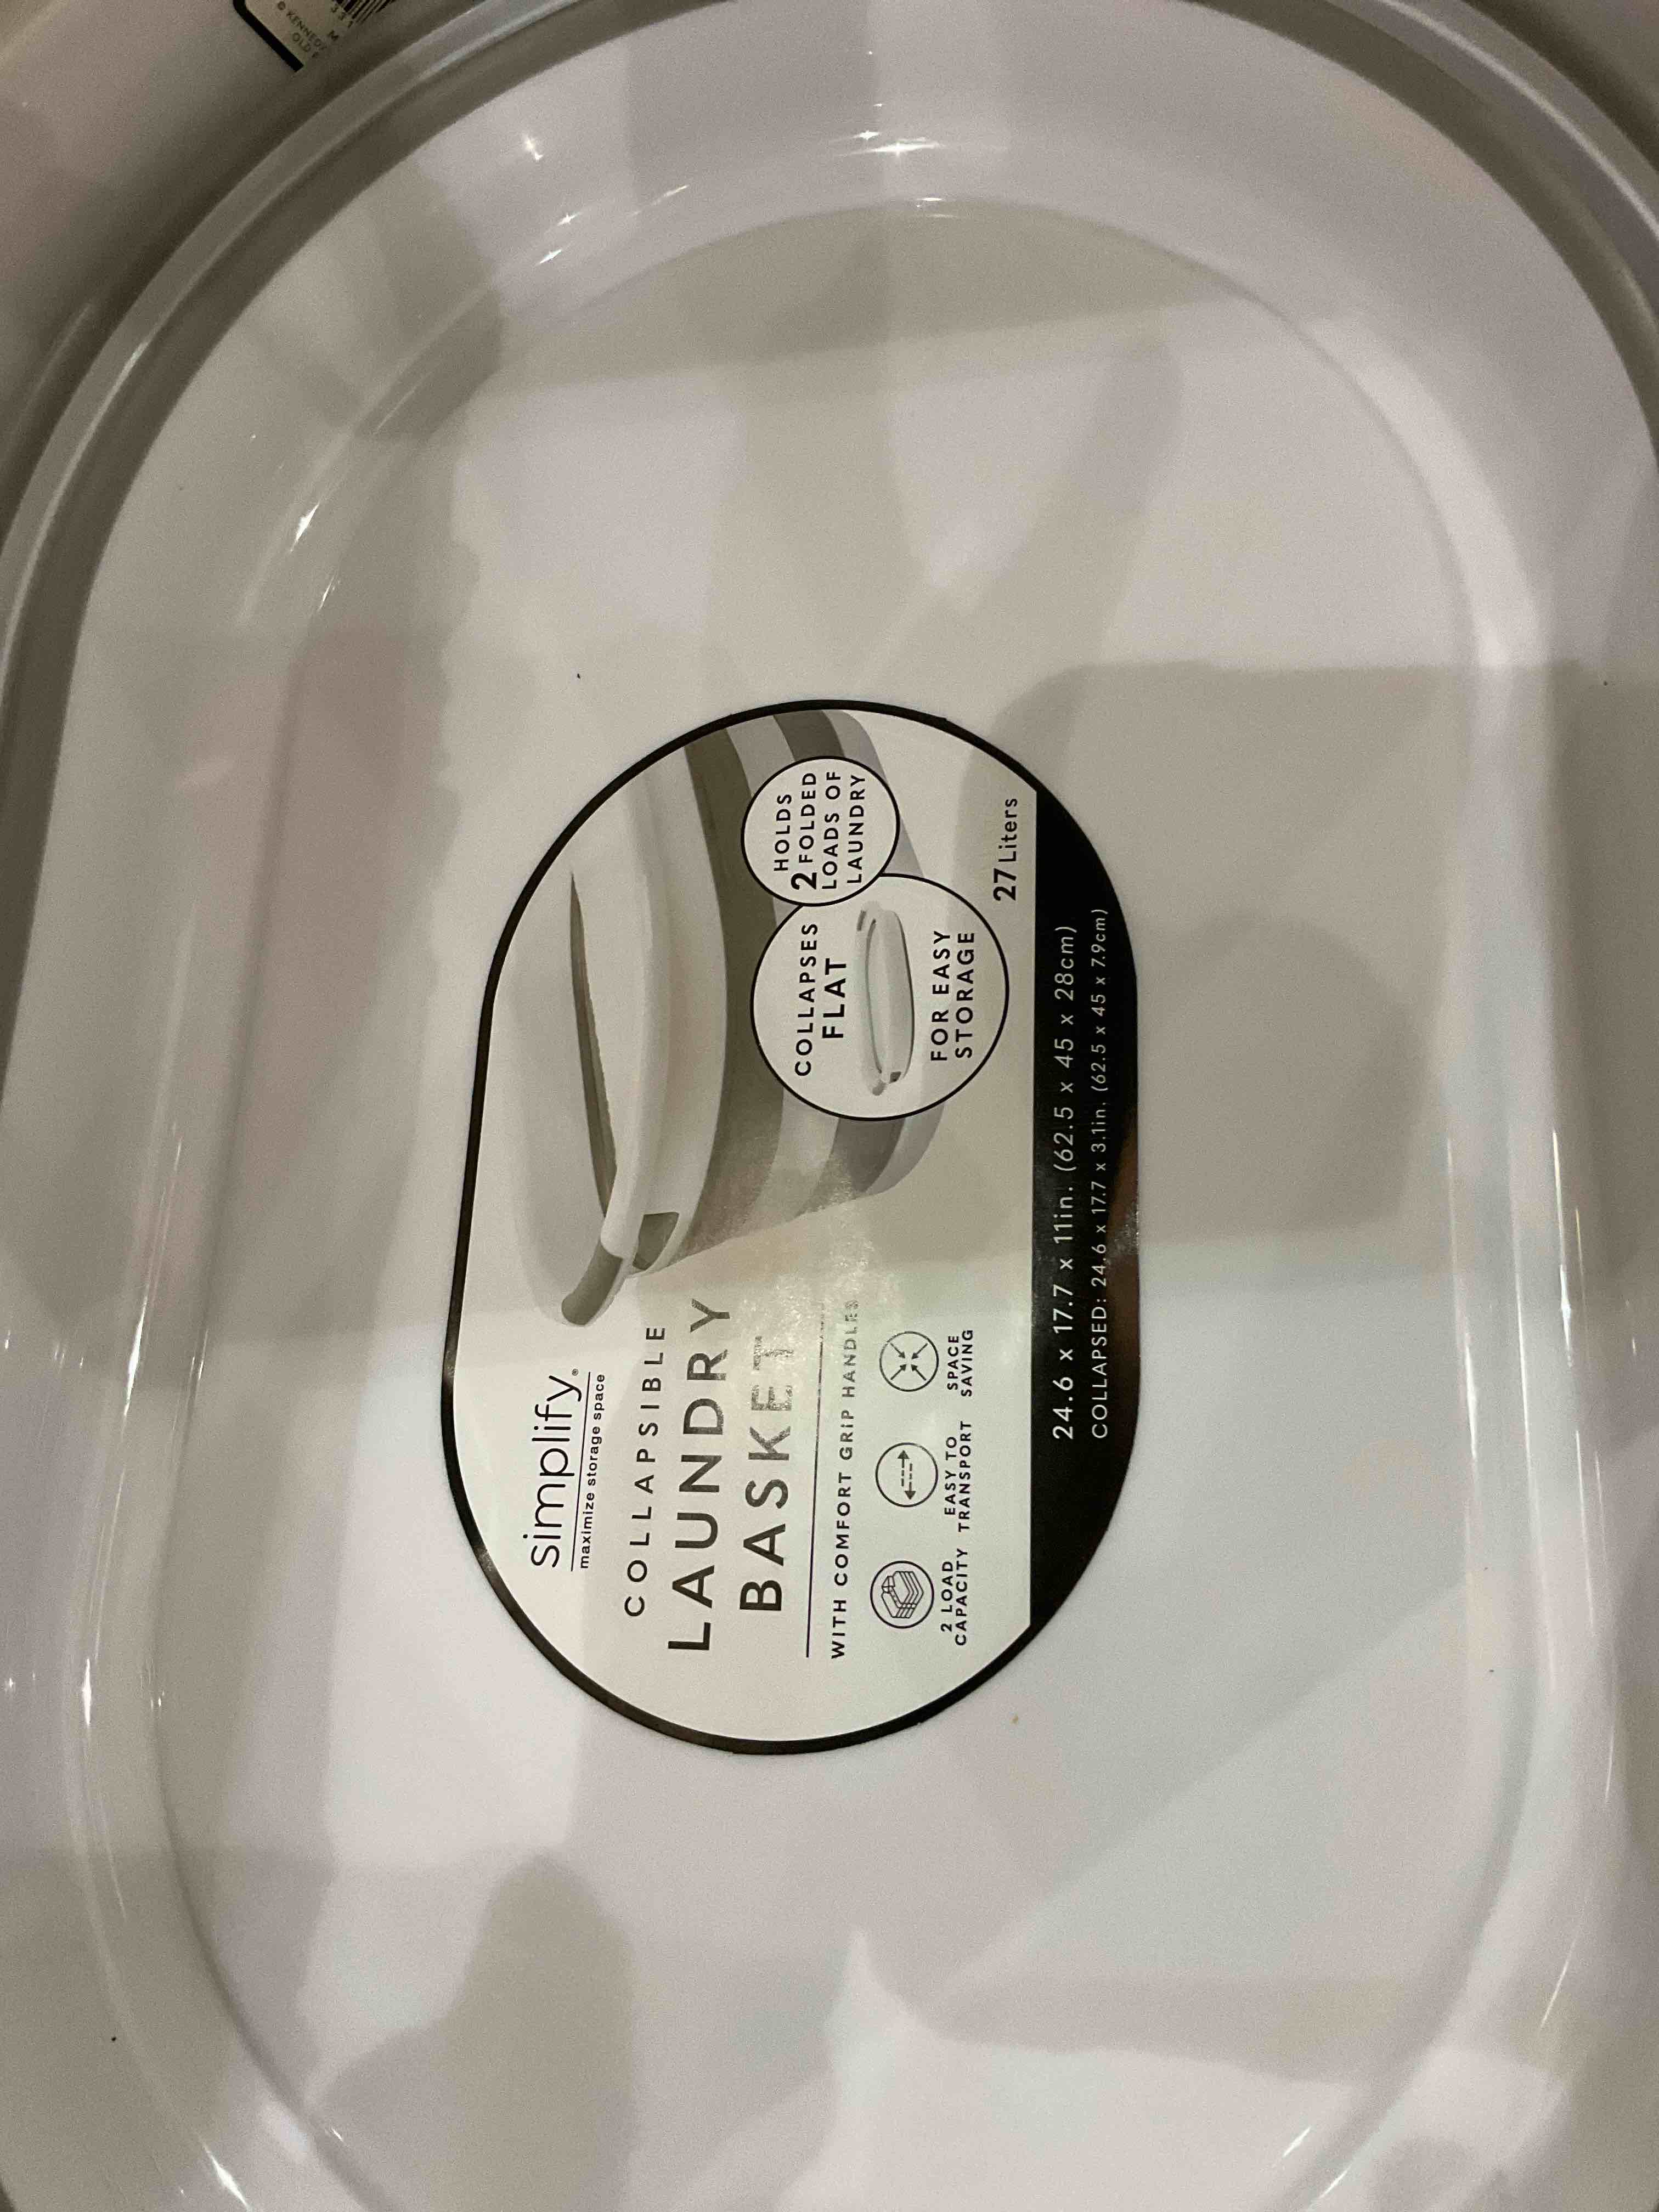 simplify®
maximize storage space
COLLAPSIBLE
LAUNDRY
BASKET
WITH COMFORT GRIP HANDLES
2 LOAD
CAPACITY
EASY TO
TRANSPORT
SPACE
SAVING
COLLAPSES
FLAT
FOR EASY
STORAGE
HOLDS
2 FOLDED
LOADS OF
LAUNDRY
27 Liters
24.6 x 17.7 x 11in. (62.5 x 45 x 28cm)
COLLAPSED: 24.6 x 17.7 x 3.1in. (62.5 x 45 x 7.9cm)